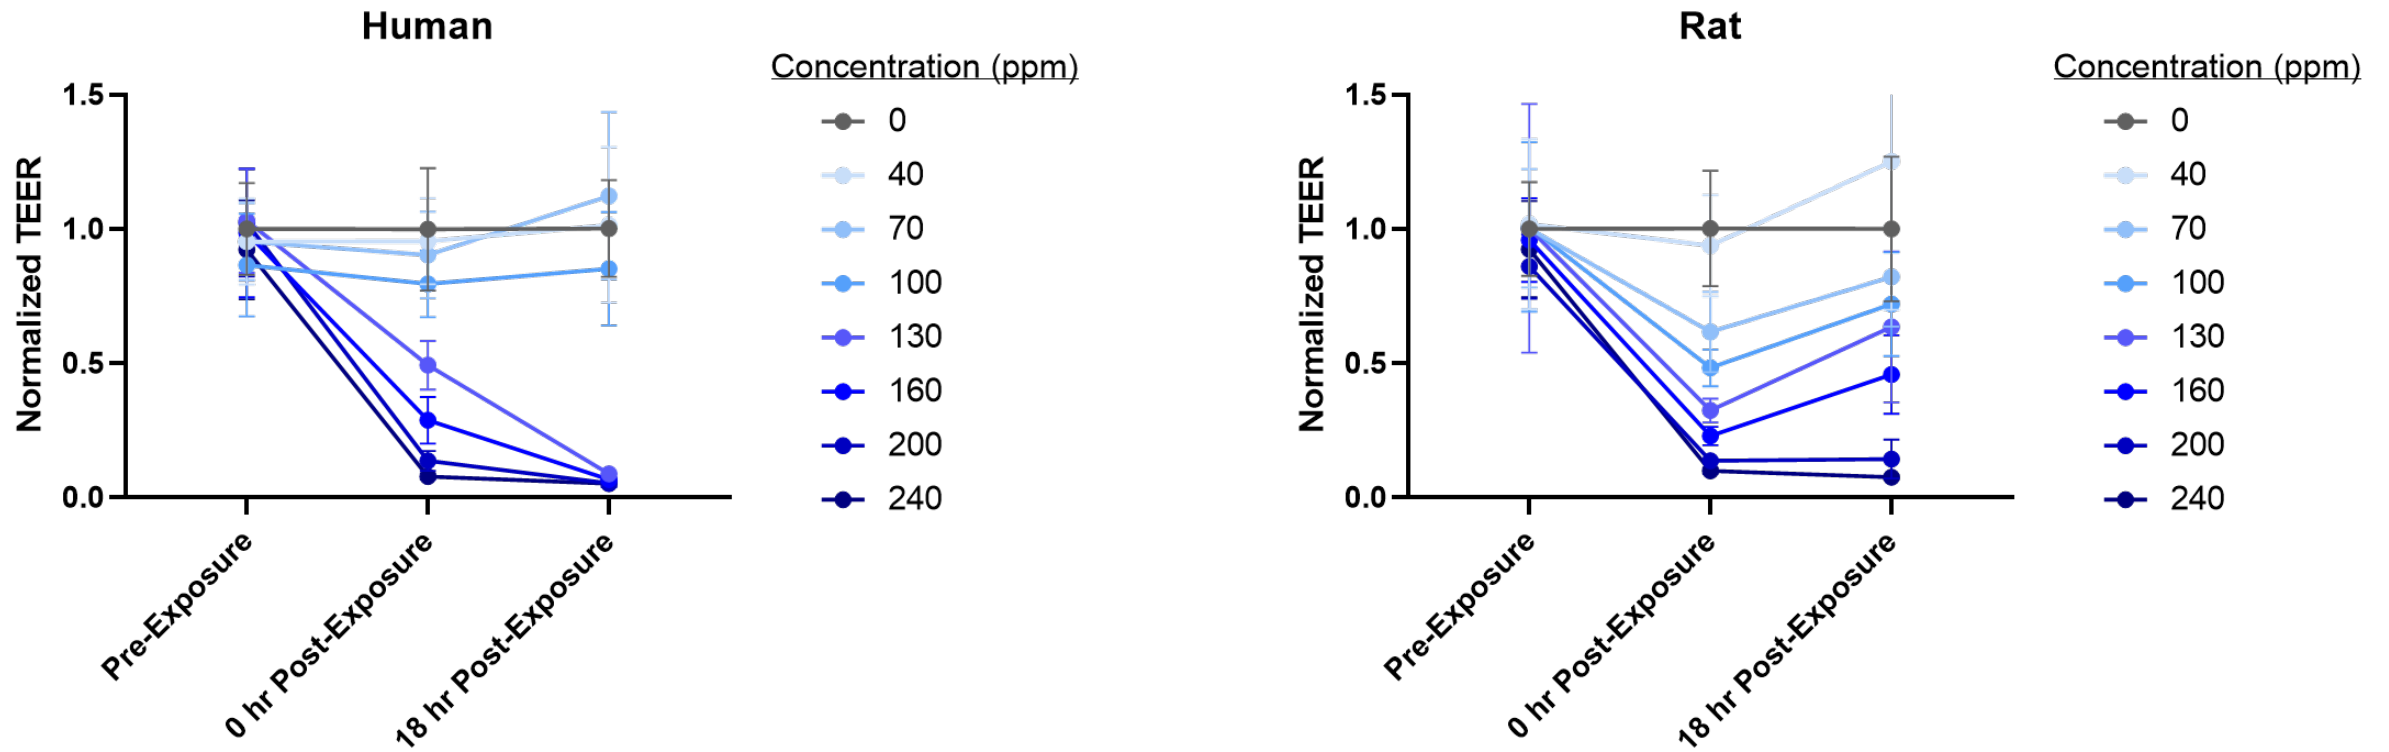 Human
Concentration (ppm)
0
40
70
100
130
160
200
240
Normalized TEER
1.5
1.0
0.5
0.0
Pre-Exposure
0 hr Post-Exposure
18 hr Post-Exposure
Rat
Concentration (ppm)
0
40
70
100
130
160
200
240
Normalized TEER
1.5
1.0
0.5
0.0
Pre-Exposure
0 hr Post-Exposure
18 hr Post-Exposure